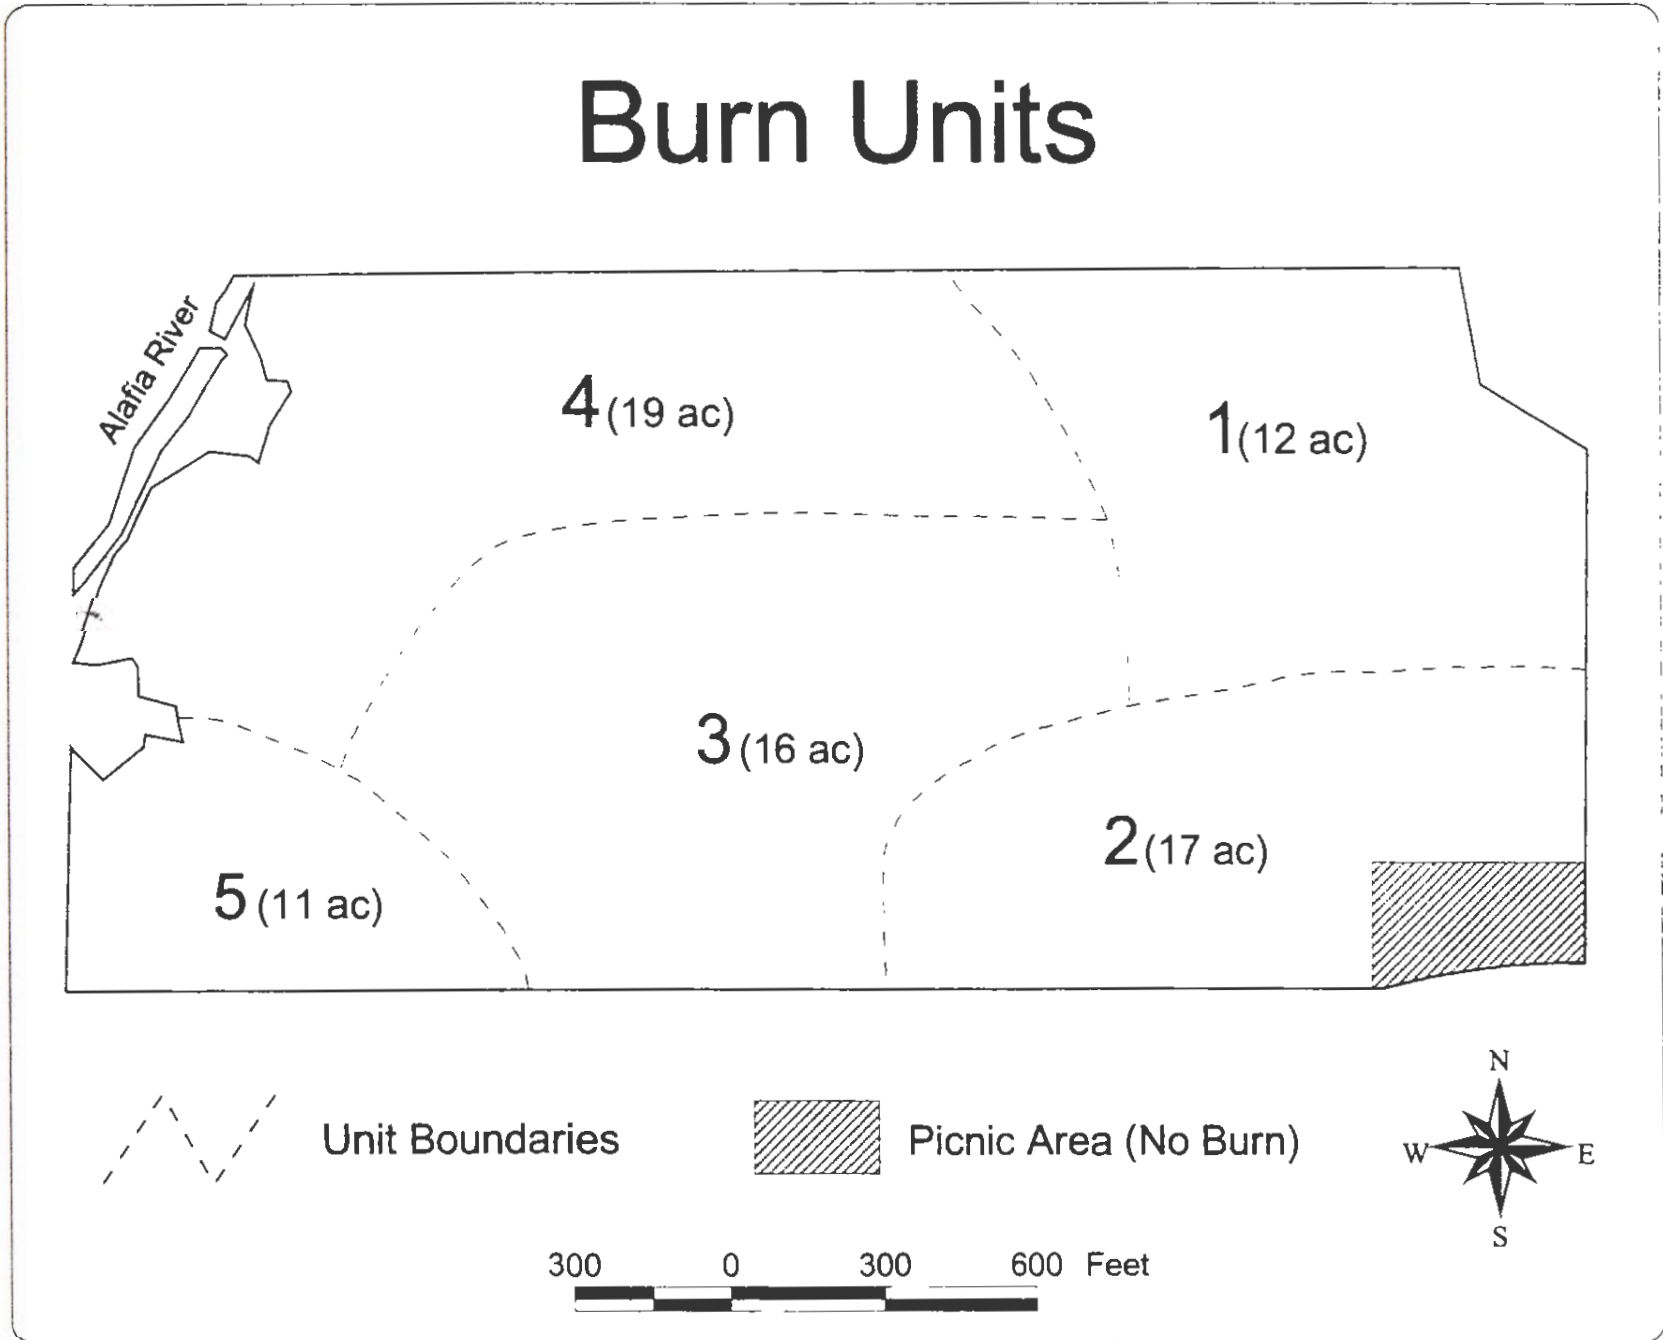 Burn Units
Alafia River
4 (19 ac)
1 (12 ac)
3 (16 ac)
2 (17 ac)
5 (11 ac)
Unit Boundaries
Picnic Area (No Burn)
N
W E
S
300 0 300 600 Feet